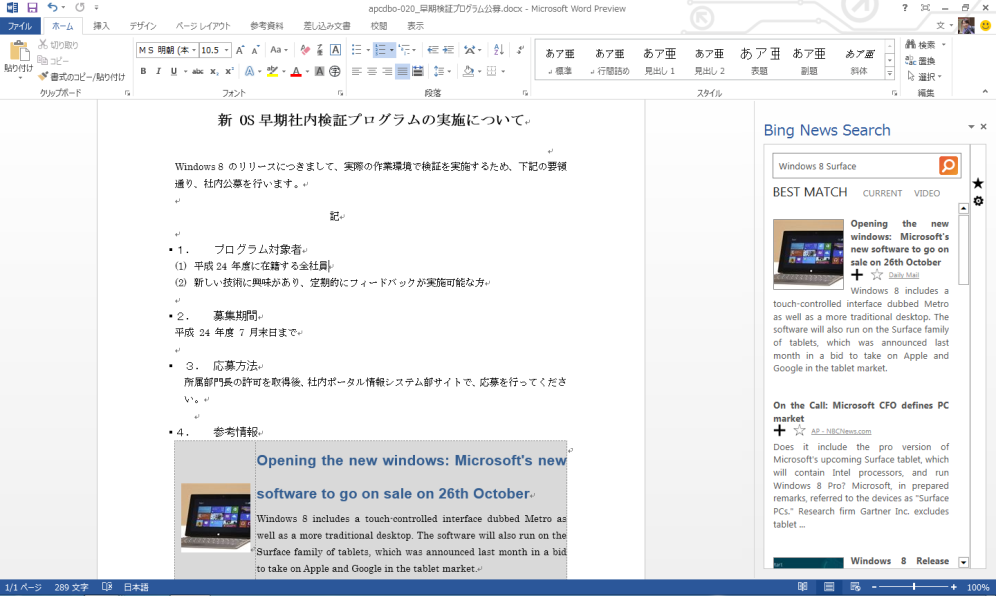 apcdbo-020_早期検証プログラム公募.docx - Microsoft Word Preview
ファイル ホーム 挿入 デザイン ページ レイアウト 参考資料 差し込み文書 校閲 表示
貼り付け
切り取り
コピー
書式のコピー/貼り付け
クリップボード
ＭＳ 明朝 (本 10.5
フォント
段落
あア亜 あア亜 あア亜 あア亜 あア亜 あア亜 あア亜
標準 行間詰め 見出し 1 見出し 2 表題 副題 斜体
スタイル
検索
置換
選択
編集
新 OS 早期社内検証プログラムの実施について
Windows 8 のリリースにつきまして、実際の作業環境で検証を実施するため、下記の要領
通り、社内公募を行います。
記
１． プログラム対象者
(1) 平成 24 年度に在籍する全社員
(2) 新しい技術に興味があり、定期的にフィードバックが実施可能な方
２． 募集期間
平成 24 年度 7 月末日まで
３． 応募方法
所属部門長の許可を取得後、社内ポータル情報システム部サイトで、応募を行ってくださ
い。
４． 参考情報
Opening the new windows: Microsoft's new
software to go on sale on 26th October
Windows 8 includes a touch-controlled interface dubbed Metro as
well as a more traditional desktop. The software will also run on the
Surface family of tablets, which was announced last month in a bid
to take on Apple and Google in the tablet market.
Bing News Search
Windows 8 Surface
BEST MATCH CURRENT VIDEO
Opening the new
windows: Microsoft's
new software to go on
sale on 26th October
Daily Mail
Windows 8 includes a
touch-controlled interface dubbed Metro
as well as a more traditional desktop. The
software will also run on the Surface family
of tablets, which was announced last
month in a bid to take on Apple and
Google in the tablet market.
On the Call: Microsoft CFO defines PC
market
AP - NBCNews.com
Does it include the pro version of
Microsoft's upcoming Surface tablet, which
will contain Intel processors, and run
Windows 8 Pro? Microsoft, in prepared
remarks, referred to the devices as "Surface
PCs." Research firm Gartner Inc. excludes
tablet ...
Windows 8 Release
1/1 ページ 289 文字 日本語 100%